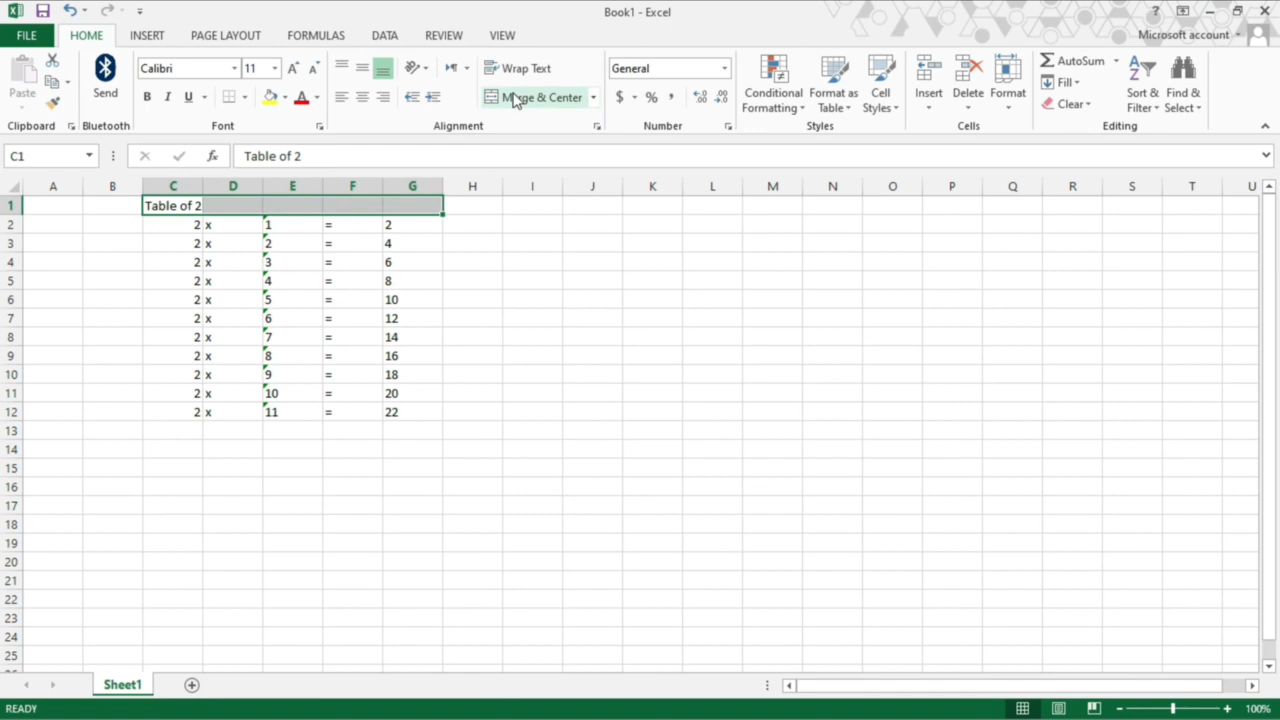 Book1 - Excel
?
FILE HOME INSERT PAGE LAYOUT FORMULAS DATA REVIEW VIEW Microsoft account
Paste Send Calibri 11 A A Wrap Text General Conditional Formatting Format as Table Cell Styles Insert Delete Format AutoSum Sort & Filter Find & Select
B I U A Merge & Center $ % , Fill
Clear
Clipboard Bluetooth Font Alignment Number Styles Cells Editing
C1 fx Table of 2
A B C D E F G H I J K L M N O P Q R S T U
1 Table of 2
2 2 x 1 = 2
3 2 x 2 = 4
4 2 x 3 = 6
5 2 x 4 = 8
6 2 x 5 = 10
7 2 x 6 = 12
8 2 x 7 = 14
9 2 x 8 = 16
10 2 x 9 = 18
11 2 x 10 = 20
12 2 x 11 = 22
13
14
15
16
17
18
19
20
21
22
23
24
25
Sheet1
READY 100%